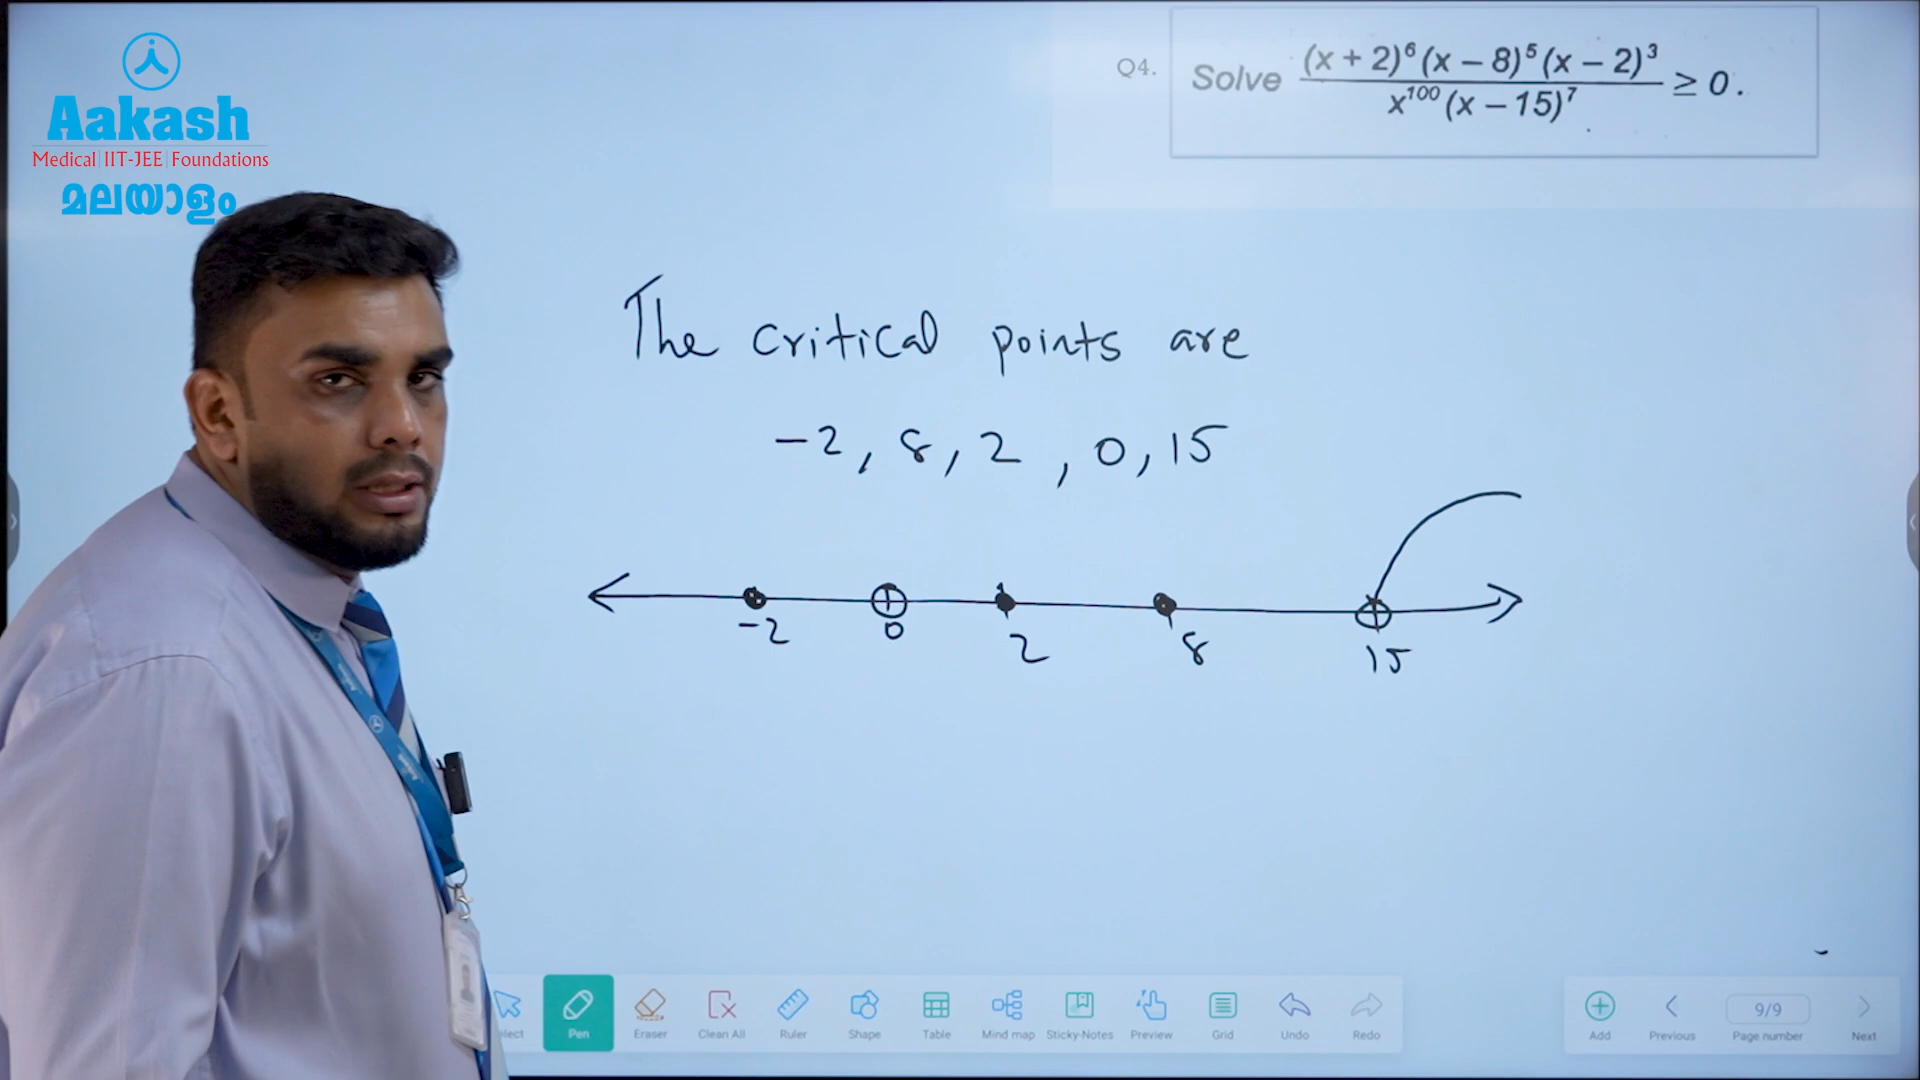 Aakash
Medical IIT-JEE Foundations
മലയാളം
Q4. Solve (x + 2)⁶ (x – 8)⁵ (x – 2)³ / x¹⁰⁰ (x – 15)⁷ ≥ 0 .
The critical points are
-2, 8, 2 , 0, 15
-2 0 2 8 15
lect Pen Eraser Clean All Ruler Shape Table Mind map Sticky-Notes Preview Grid Undo Redo
Add Previous 9/9 Page number Next